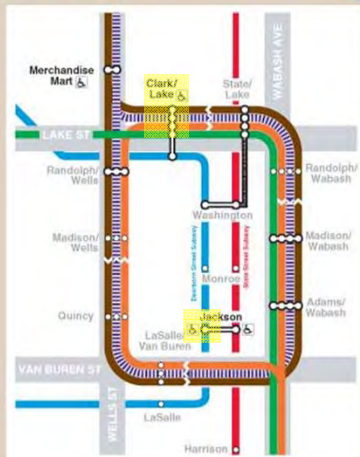 WABASH AVE
Merchandise
Mart
Clark/
Lake
State/
Lake
LAKE ST
Randolph/
Wells
Randolph/
Wabash
Washington
Madison/
Wells
Dearborn Street Subway
State Street Subway
Madison/
Wabash
Monroe
Quincy
Jackson
Adams/
Wabash
LaSalle/
Van Buren
VAN BUREN ST
WELLS ST
LaSalle
Harrison